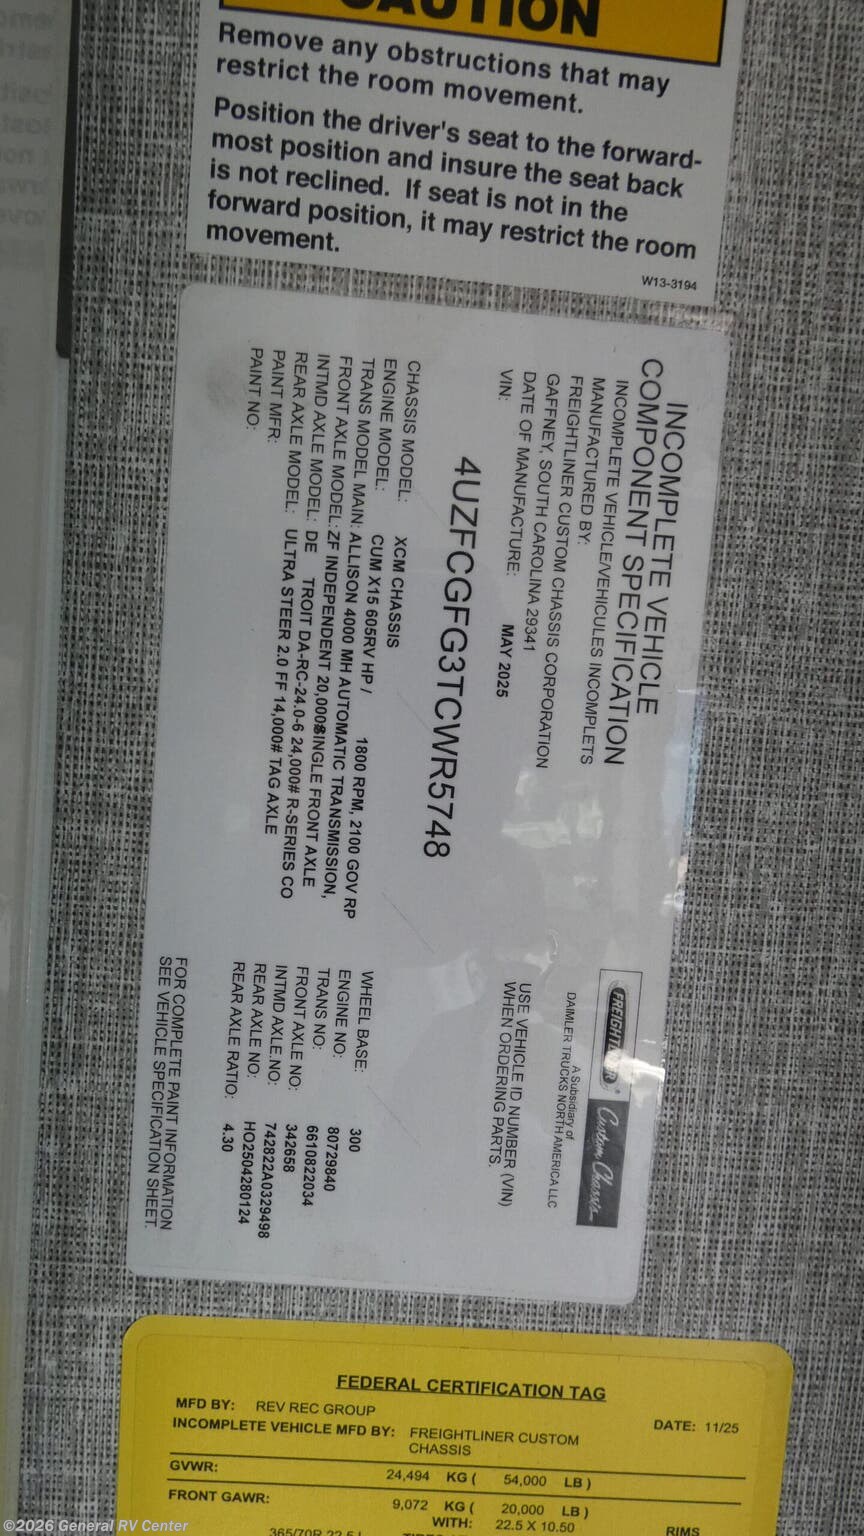 CAUTION
Remove any obstructions that may
restrict the room movement.
Position the driver's seat to the forward-
most position and insure the seat back
is not reclined. If seat is not in the
forward position, it may restrict the room
movement.
W13-3194
INCOMPLETE VEHICLE
COMPONENT SPECIFICATION
INCOMPLETE VEHICLE/VEHICULES INCOMPLETS
MANUFACTURED BY:
FREIGHTLINER CUSTOM CHASSIS CORPORATION
GAFFNEY, SOUTH CAROLINA 29341
DATE OF MANUFACTURE: MAY 2025
VIN:
4UZFCGFG3TCWR5748
FREIGHTLINER ® Custom Chassis
A Subsidiary of
DAIMLER TRUCKS NORTH AMERICA LLC
USE VEHICLE ID NUMBER (VIN)
WHEN ORDERING PARTS.
CHASSIS MODEL: XCM CHASSIS
ENGINE MODEL: CUM X15 605RV HP / 1800 RPM, 2100 GOV RP
TRANS MODEL MAIN: ALLISON 4000 MH AUTOMATIC TRANSMISSION,
FRONT AXLE MODEL: ZF INDEPENDENT 20,000# SINGLE FRONT AXLE
INTMD AXLE MODEL: DE TROIT DA-RC-24.0-6 24,000# R-SERIES CO
REAR AXLE MODEL: ULTRA STEER 2.0 FF 14,000# TAG AXLE
PAINT MFR:
PAINT NO:
WHEEL BASE: 300
ENGINE NO: 80729840
TRANS NO: 6610822034
FRONT AXLE NO: 342658
INTMD AXLE.NO: 742822A0329498
REAR AXLE NO: HO2504280124
REAR AXLE RATIO: 4.30
FOR COMPLETE PAINT INFORMATION
SEE VEHICLE SPECIFICATION SHEET.
FEDERAL CERTIFICATION TAG
MFD BY: REV REC GROUP
DATE: 11/25
INCOMPLETE VEHICLE MFD BY: FREIGHTLINER CUSTOM
CHASSIS
GVWR: 24,494 KG ( 54,000 LB )
FRONT GAWR: 9,072 KG ( 20,000 LB )
WITH: 22.5 X 10.50 RIMS
©2026 General RV Center